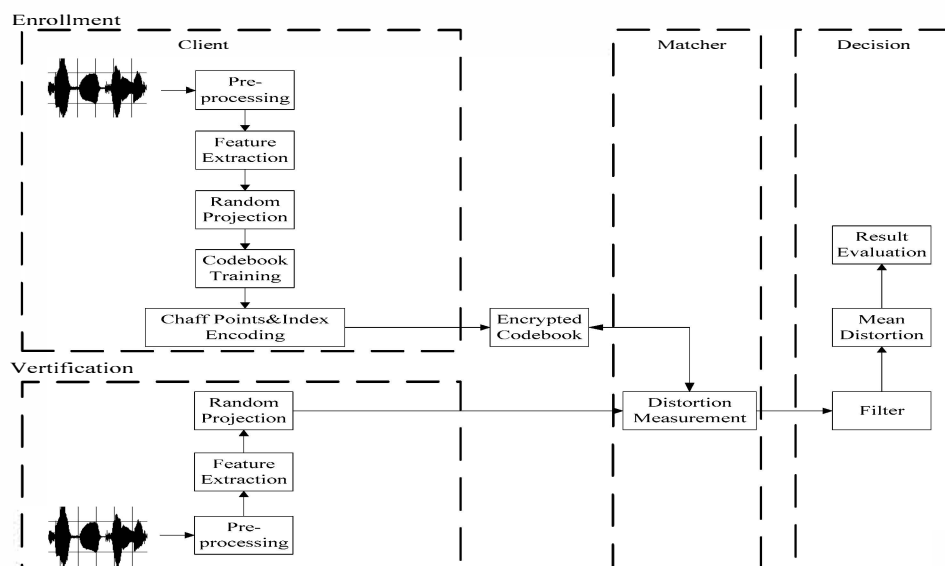 Enrollment
Client
Matcher
Decision
Pre-
processing
Feature
Extraction
Random
Projection
Codebook
Training
Chaff Points&Index
Encoding
Encrypted
Codebook
Result
Evaluation
Mean
Distortion
Vertification
Random
Projection
Distortion
Measurement
Filter
Feature
Extraction
Pre-
processing